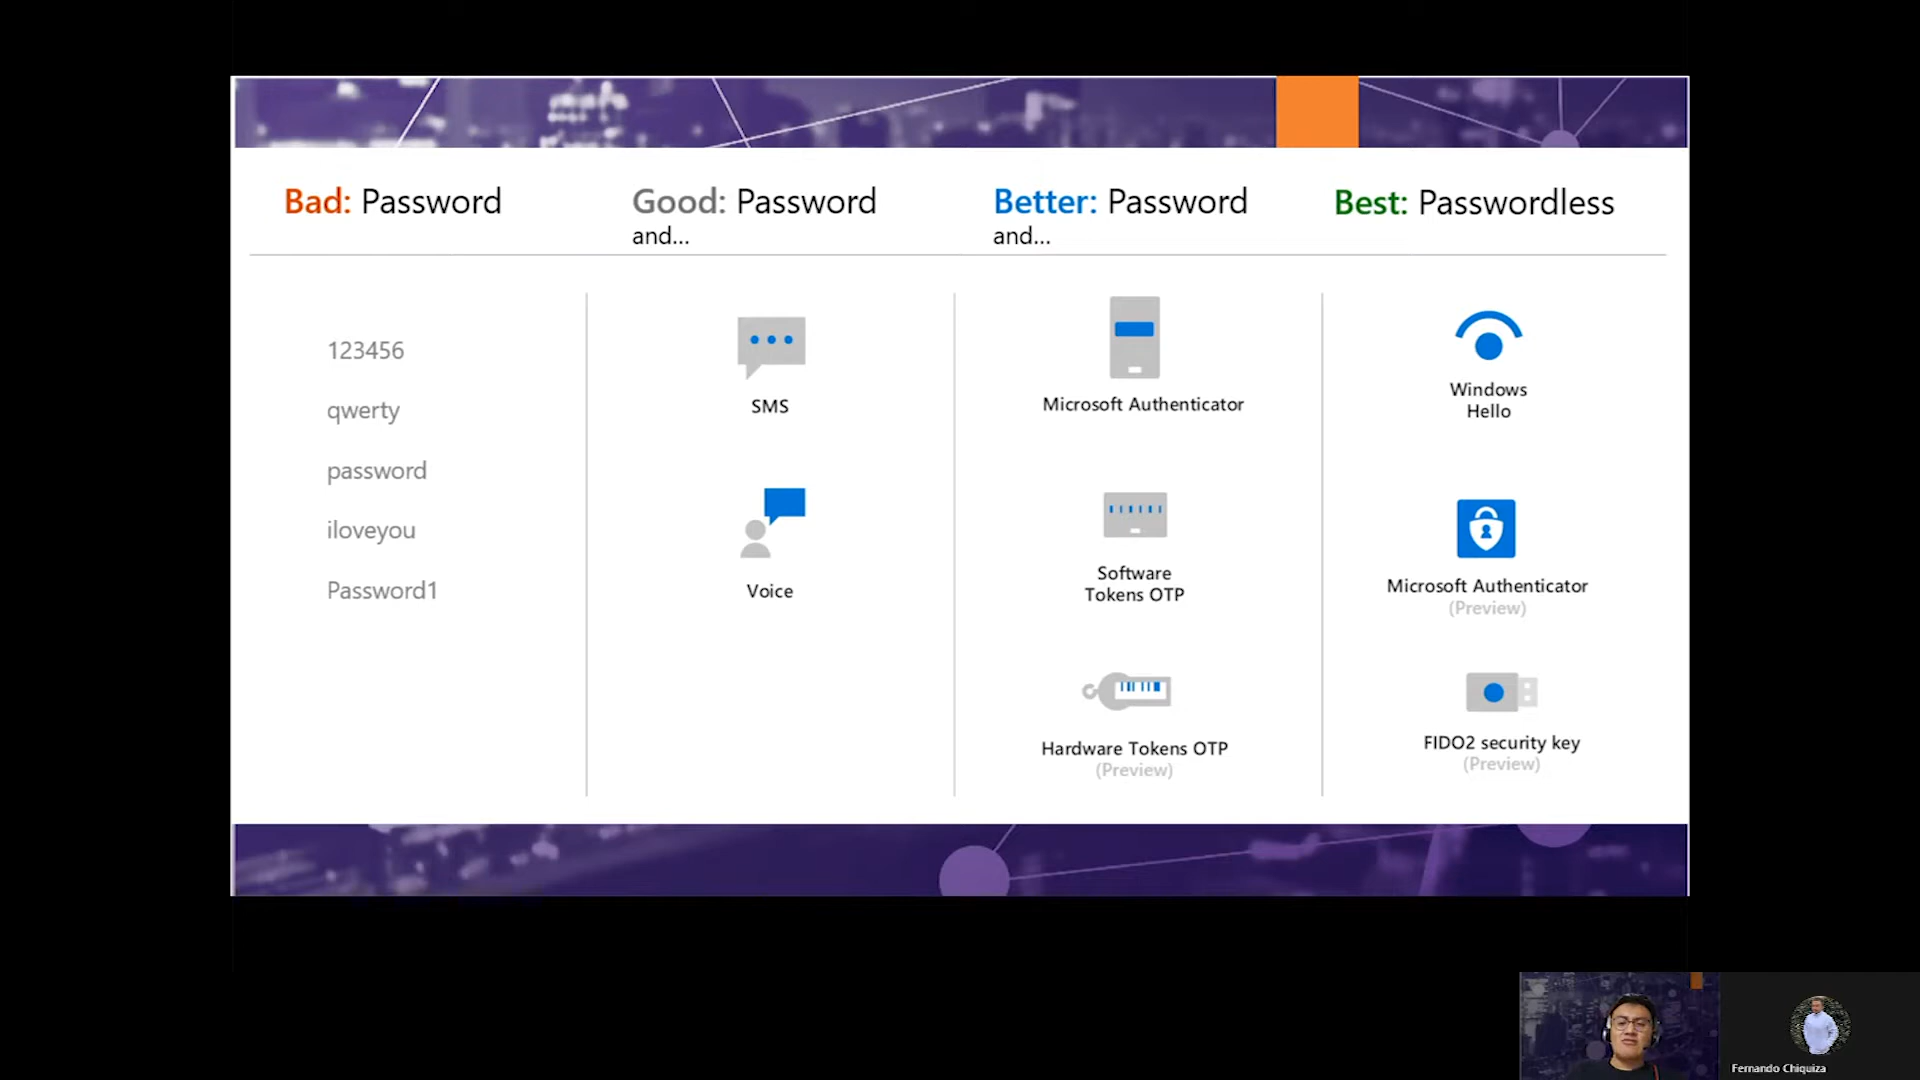 Bad: Password
123456
qwerty
password
iloveyou
Password1
Good: Password
and...
SMS
Voice
Better: Password
and...
Microsoft Authenticator
Software
Tokens OTP
Hardware Tokens OTP
(Preview)
Best: Passwordless
Windows
Hello
Microsoft Authenticator
(Preview)
FIDO2 security key
(Preview)
Fernando Chiquiza